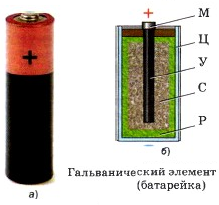 +
+
М
Ц
У
С
Р
а)
б)
Гальванический элемент
(батарейка)